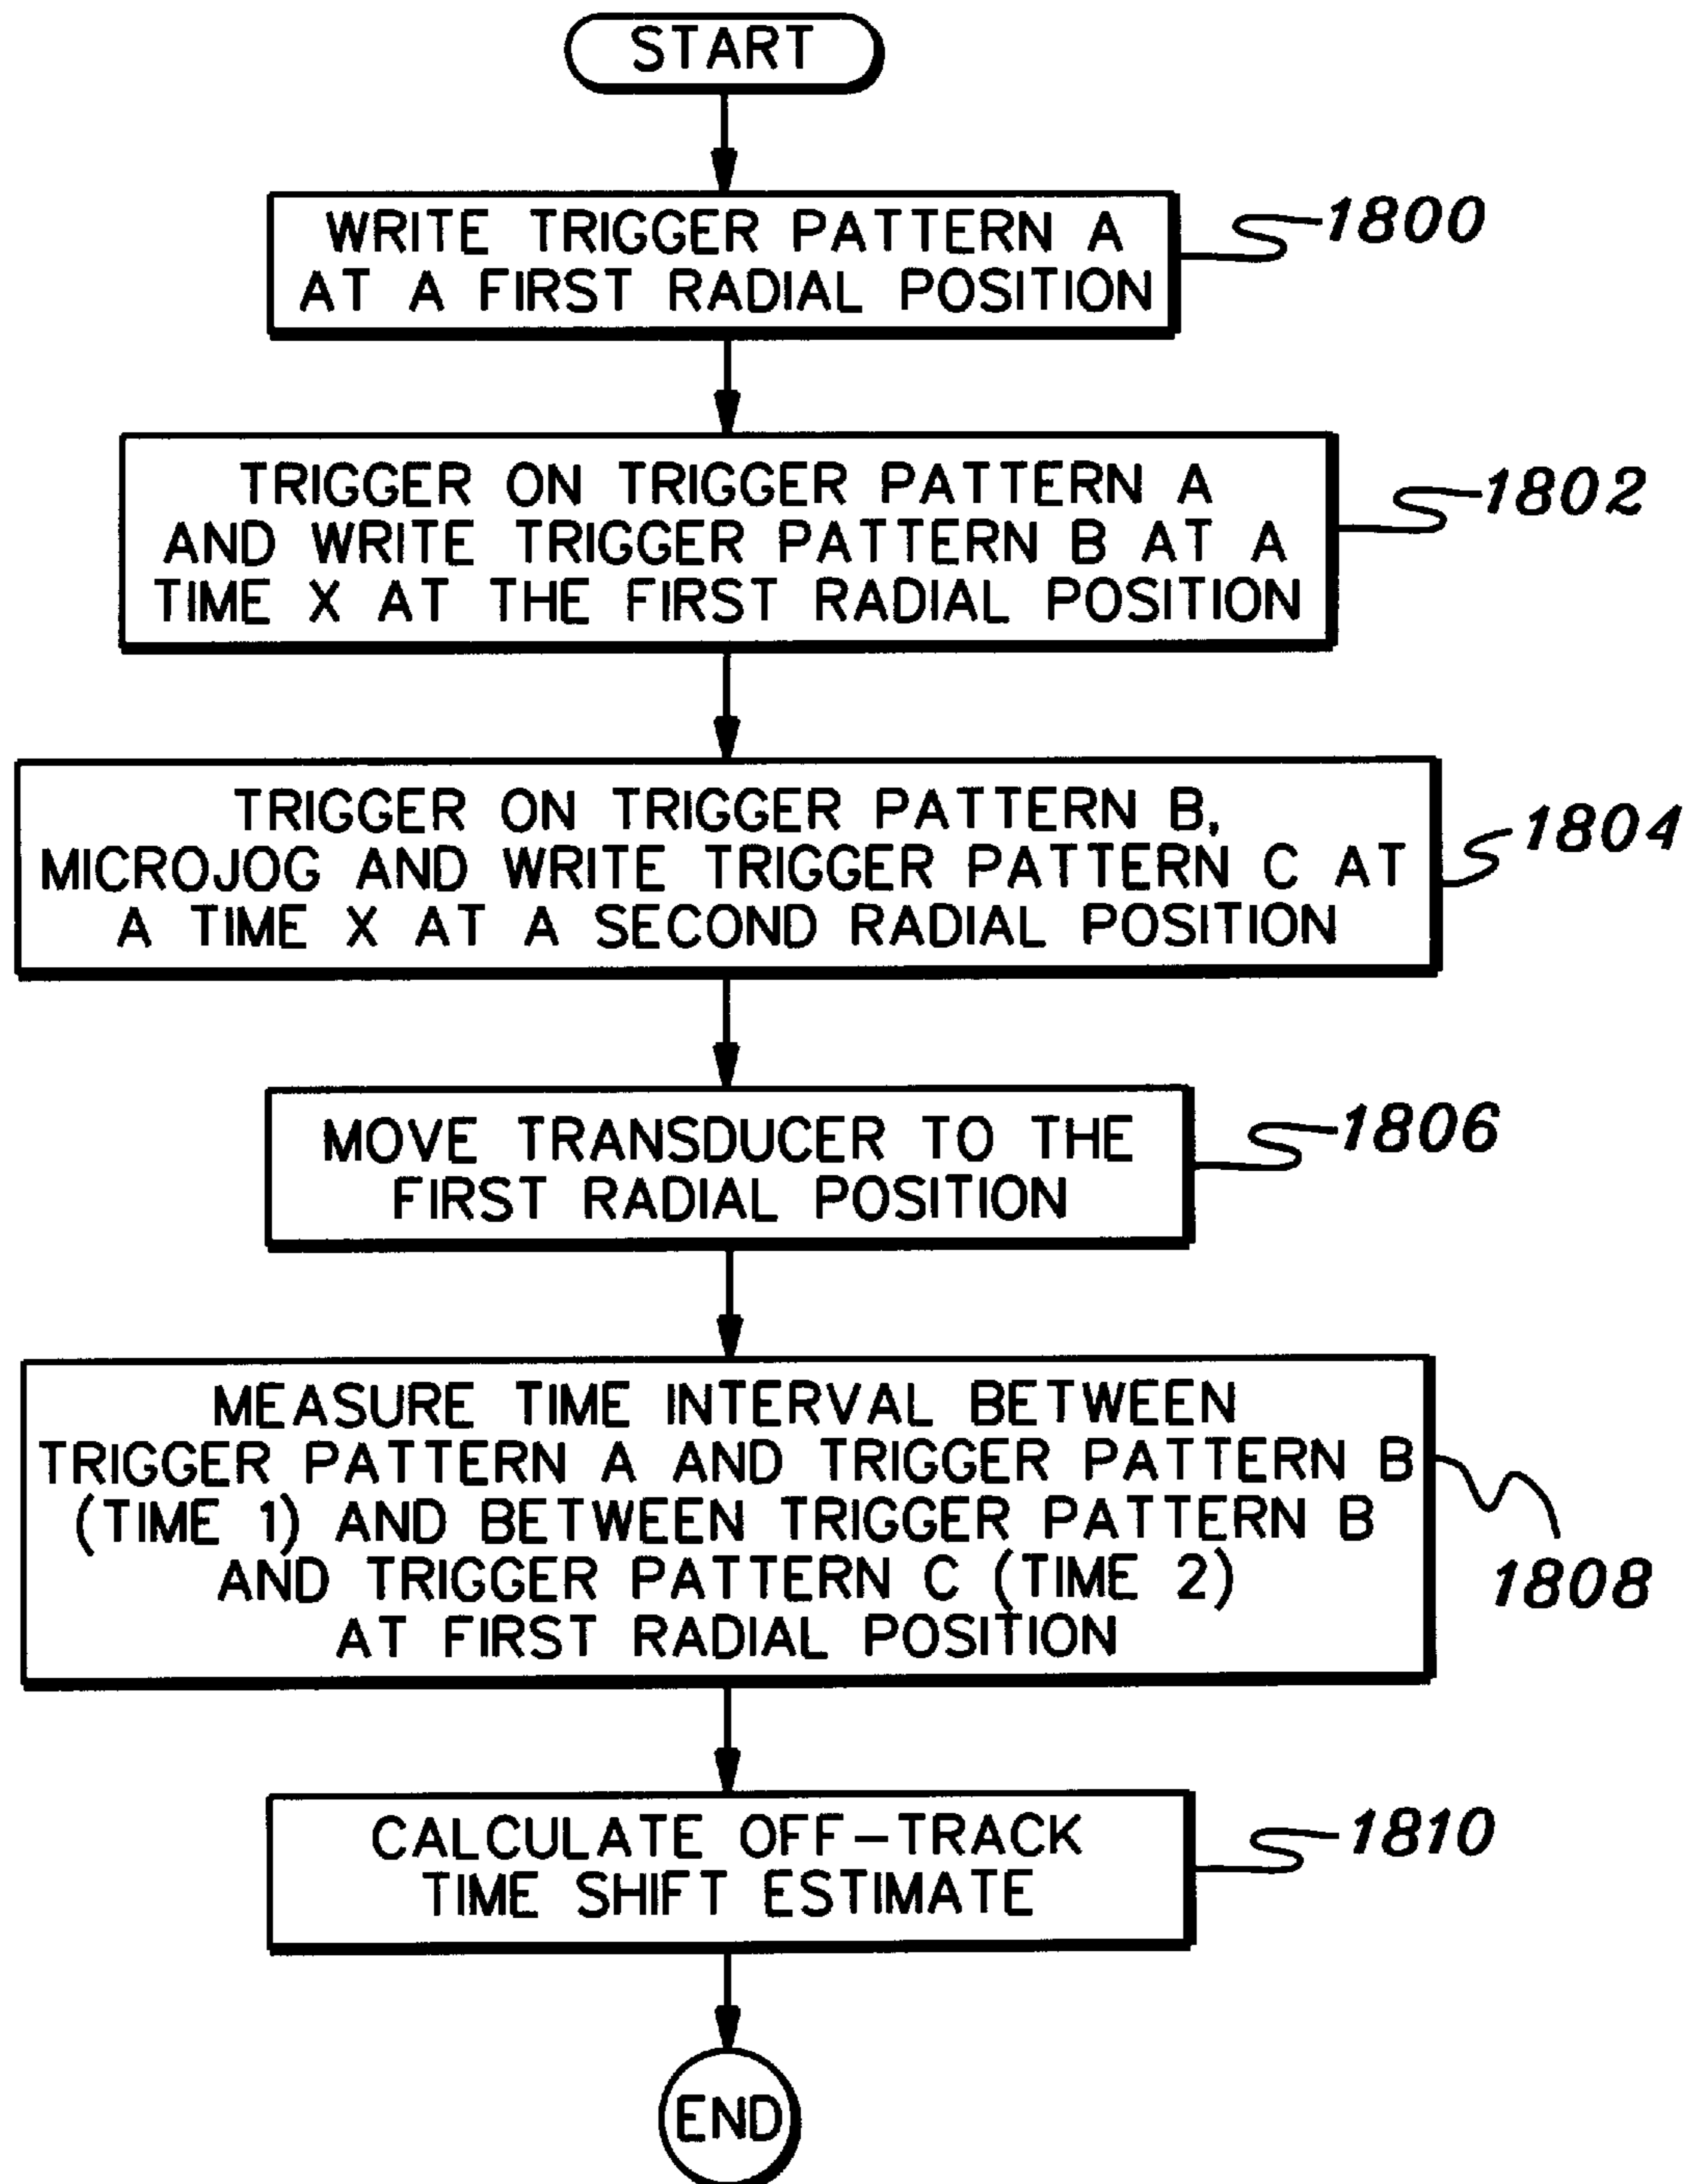 START
WRITE TRIGGER PATTERN A
AT A FIRST RADIAL POSITION
1800
TRIGGER ON TRIGGER PATTERN A
AND WRITE TRIGGER PATTERN B AT A
TIME X AT THE FIRST RADIAL POSITION
1802
TRIGGER ON TRIGGER PATTERN B,
MICROJOG AND WRITE TRIGGER PATTERN C AT
A TIME X AT A SECOND RADIAL POSITION
1804
MOVE TRANSDUCER TO THE
FIRST RADIAL POSITION
1806
MEASURE TIME INTERVAL BETWEEN
TRIGGER PATTERN A AND TRIGGER PATTERN B
(TIME 1) AND BETWEEN TRIGGER PATTERN B
AND TRIGGER PATTERN C (TIME 2)
AT FIRST RADIAL POSITION
1808
CALCULATE OFF-TRACK
TIME SHIFT ESTIMATE
1810
END